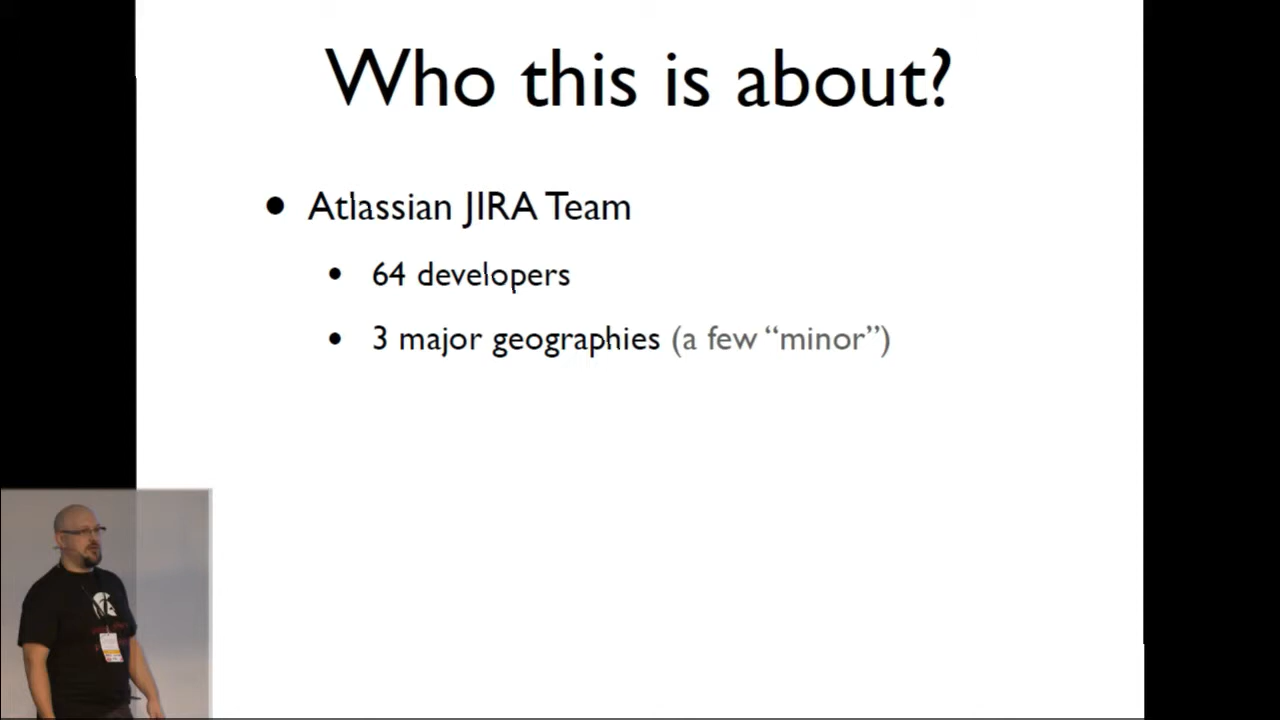 Who this is about?
Atlassian JIRA Team
64 developers
3 major geographies (a few “minor”)